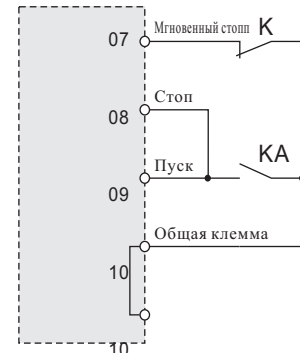 07 Мгновенный стопп K
08 Стоп
KA
09 Пуск
Общая клемма
10
10